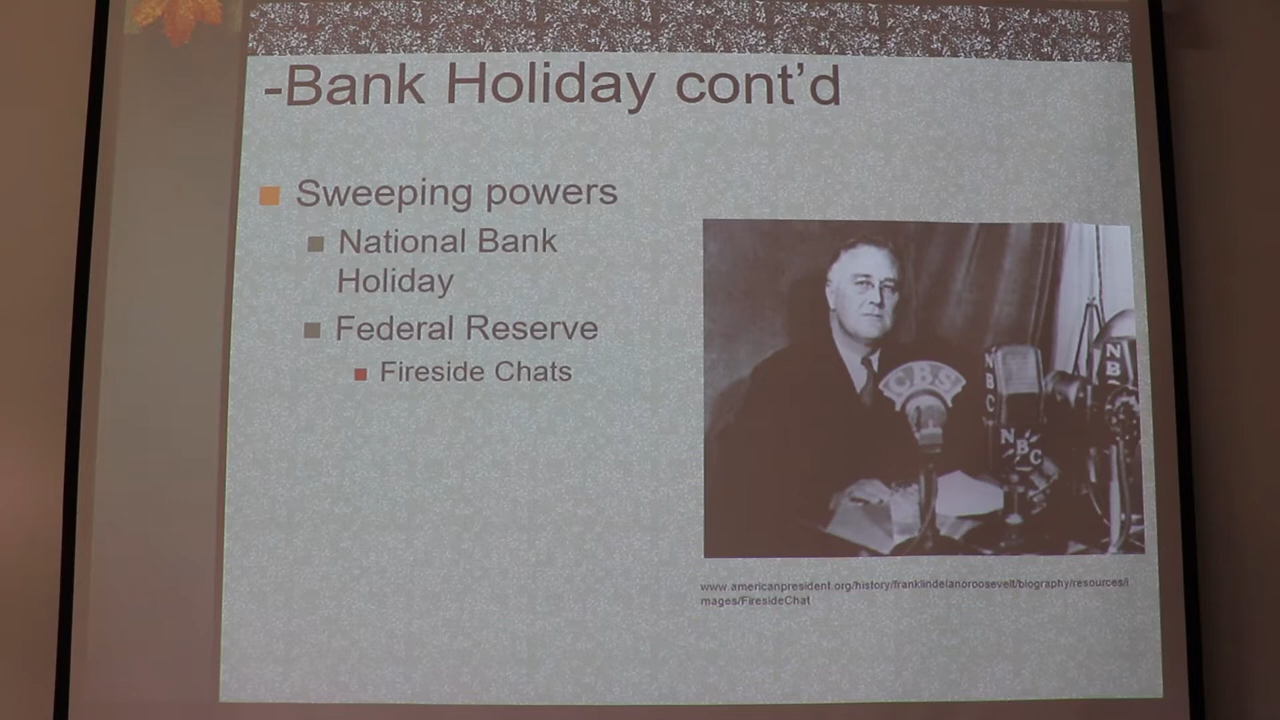 -Bank Holiday cont'd
Sweeping powers
National Bank
Holiday
Federal Reserve
Fireside Chats
CBS
NBC
NBC
NB
www.americanpresident.org/history/franklindelanoroosevelt/biography/resources/i
mages/FiresideChat